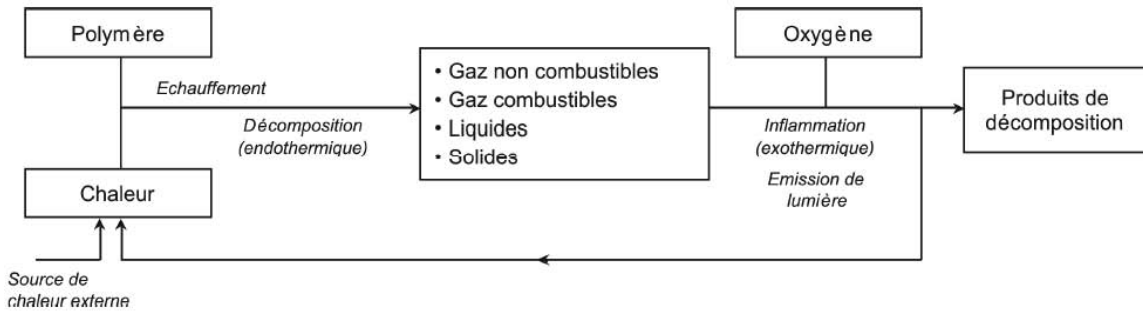 Polymère
Oxygène
Echauffement
• Gaz non combustibles
• Gaz combustibles
• Liquides
• Solides
Décomposition
(endothermique)
Inflammation
(exothermique)
Emission de
lumière
Produits de
décomposition
Chaleur
Source de
chaleur externe